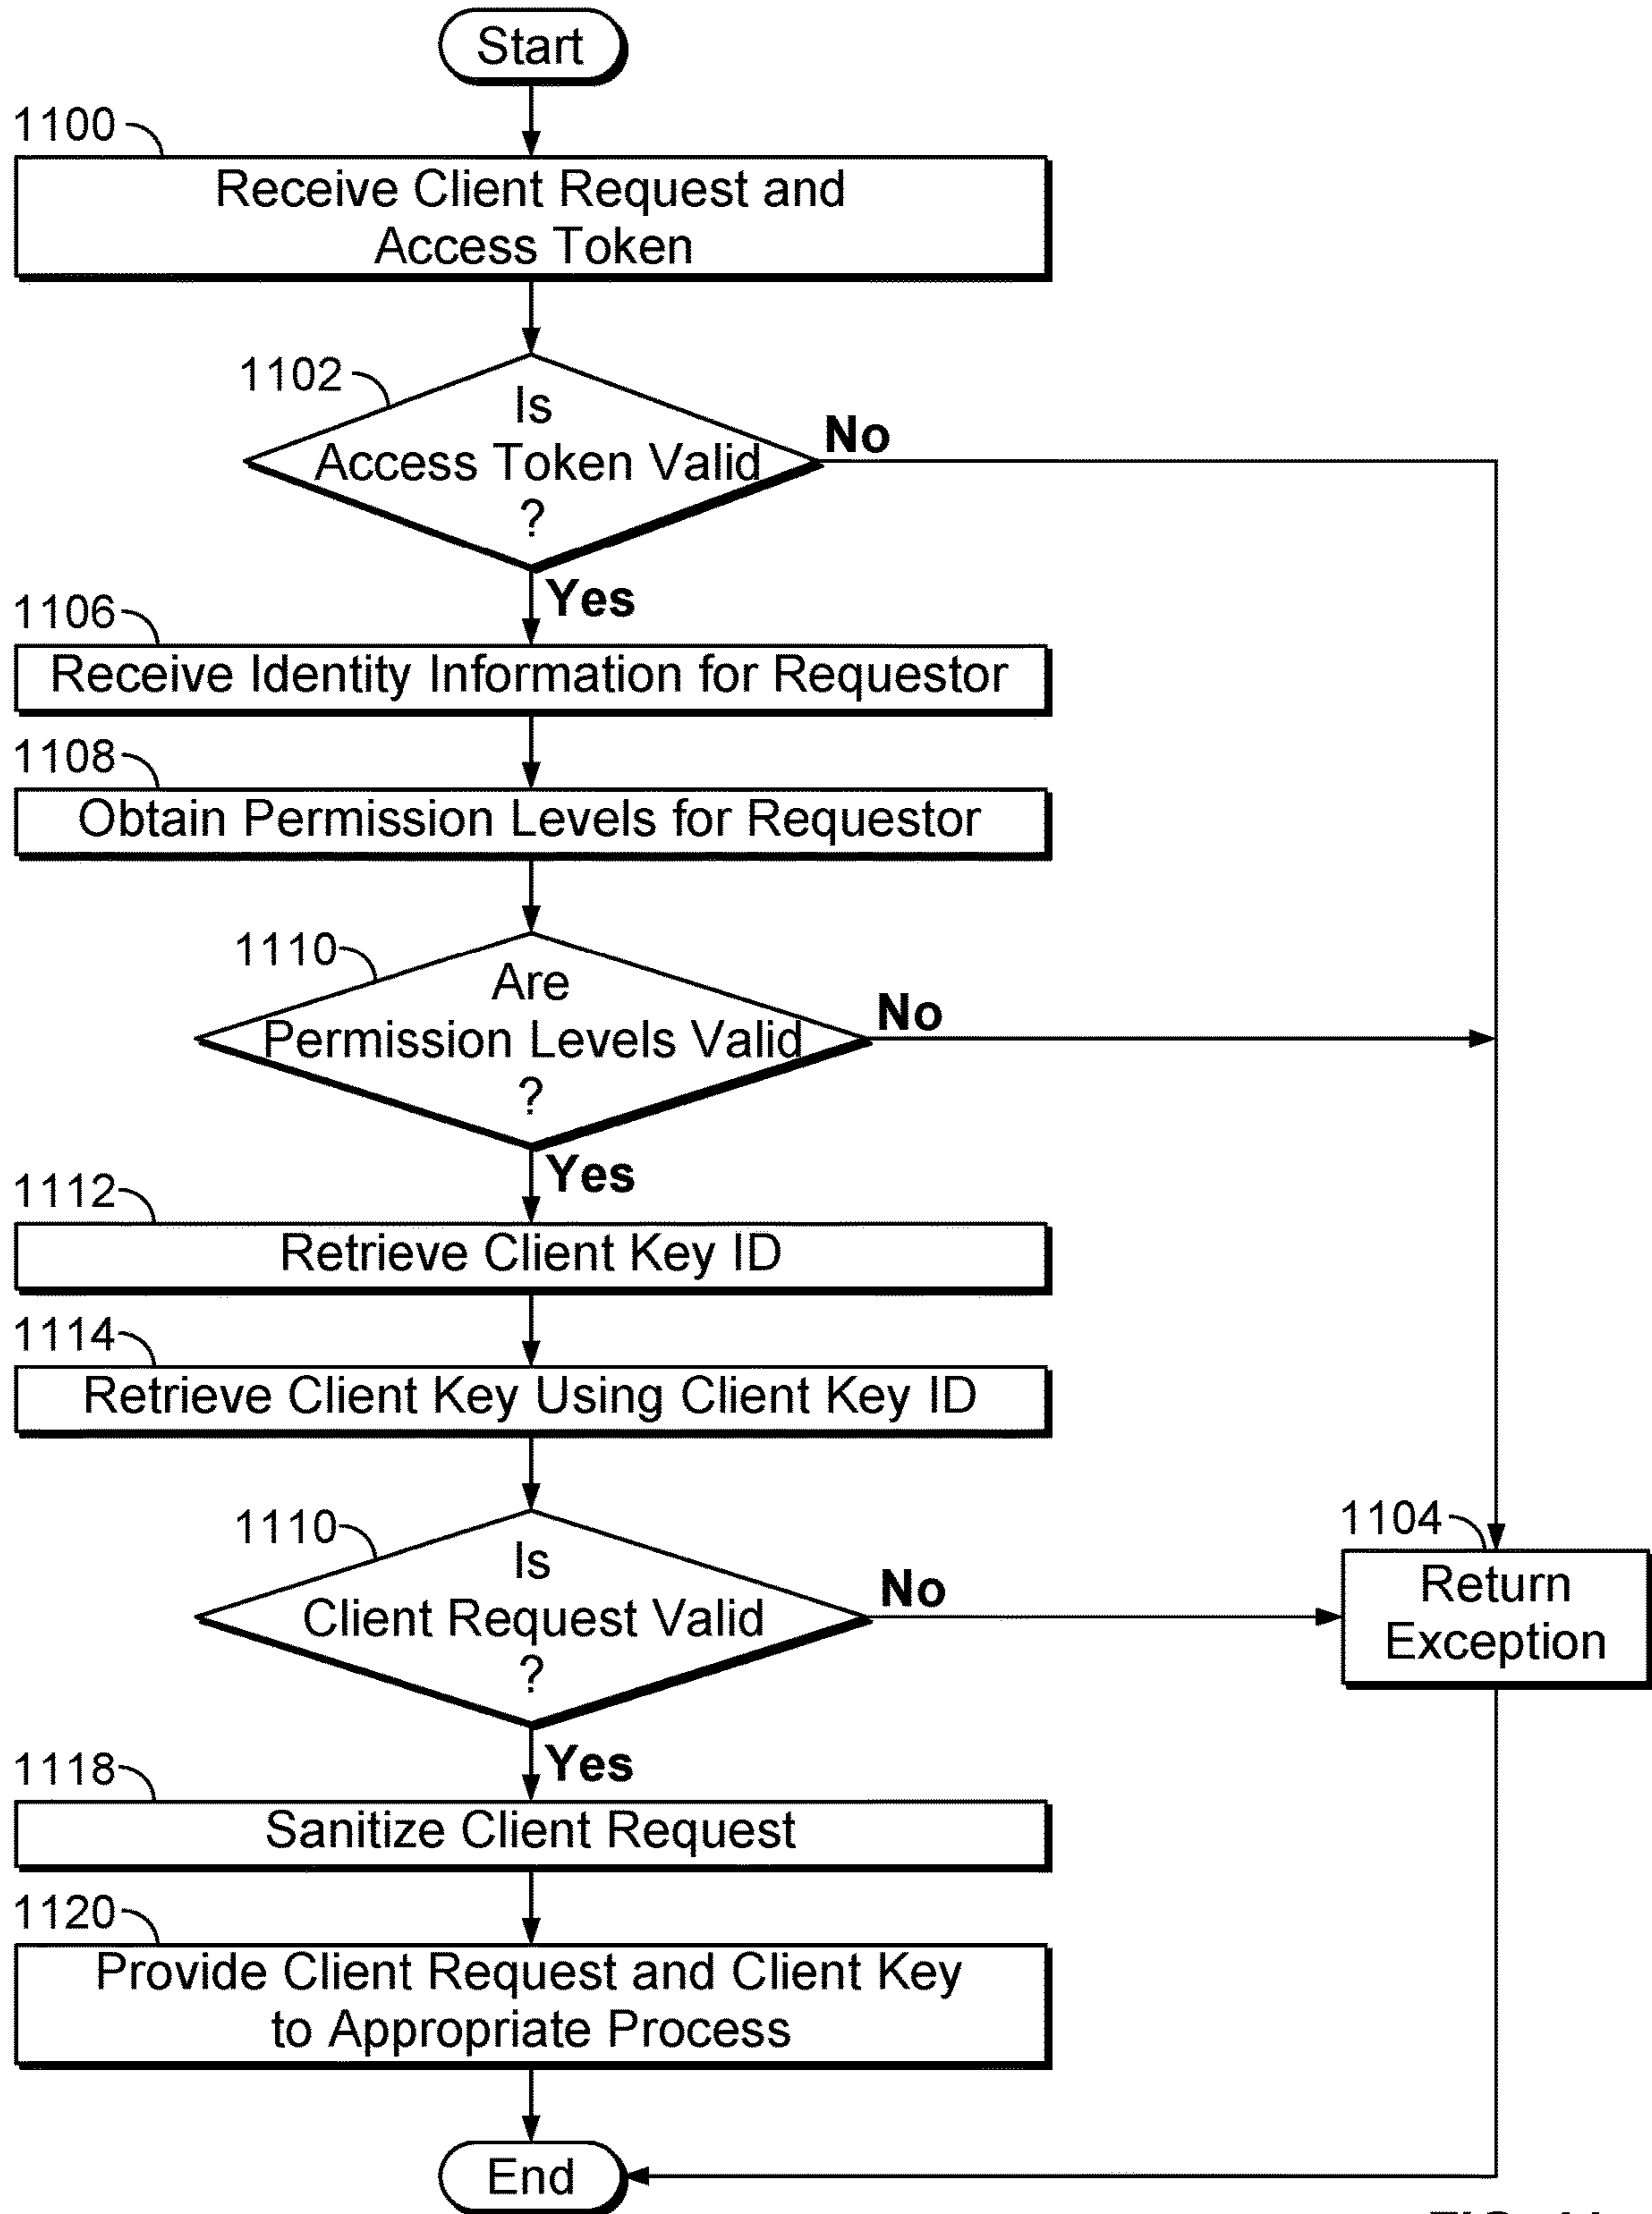 Start
1100
Receive Client Request and
Access Token
1102
Is
Access Token Valid
?
No
Yes
1106
Receive Identity Information for Requestor
1108
Obtain Permission Levels for Requestor
1110
Are
Permission Levels Valid
?
No
Yes
1112
Retrieve Client Key ID
1114
Retrieve Client Key Using Client Key ID
1110
Is
Client Request Valid
?
No
1104
Return
Exception
Yes
1118
Sanitize Client Request
1120
Provide Client Request and Client Key
to Appropriate Process
End